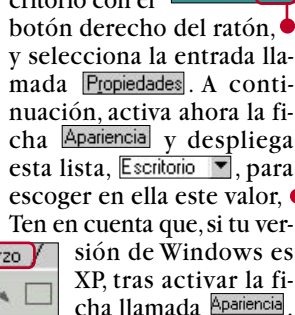 critorio con el
botón derecho del ratón,
y selecciona la entrada lla-
mada Propiedades. A conti-
nuación, activa ahora la fi-
cha Apariencia y despliega
esta lista, Escritorio, para
escoger en ella este valor,
Ten en cuenta que, si tu ver-
sión de Windows es
XP, tras activar la fi-
cha llamada Apariencia.
rzo